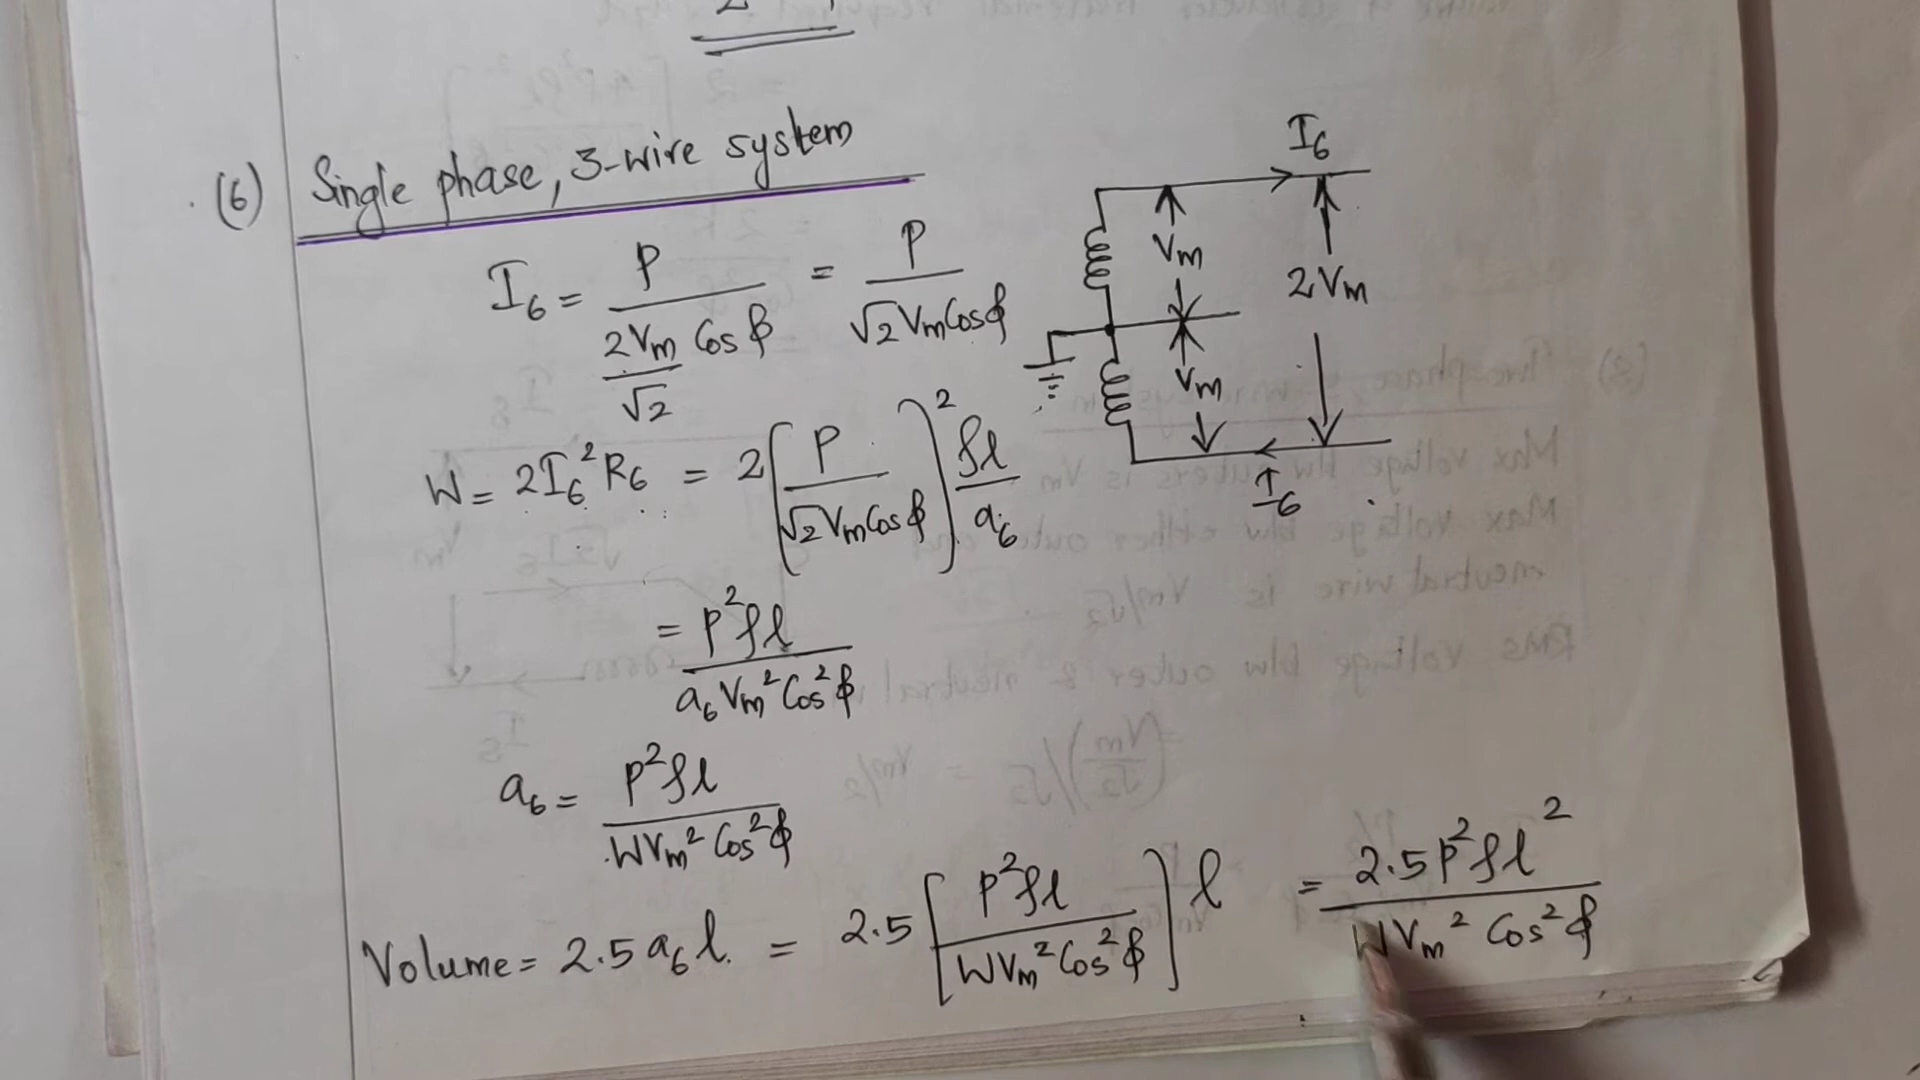 (6) Single phase, 3-wire system
I₆ = P / (2Vm/√2 Cos ϕ) = P / (√2 Vm Cos ϕ)
W = 2I₆² R₆ = 2 [P / (√2 Vm Cos ϕ)]² ρl / a₆
= P² ρl / (a₆ Vm² Cos² ϕ)
a₆ = P² ρl / (W Vm² Cos² ϕ)
Volume = 2.5 a₆ l. = 2.5 [P² ρl / (W Vm² Cos² ϕ)] l = 2.5 P² ρl² / (W Vm² Cos² ϕ)
I₆
Vm
2Vm
Vm
I₆